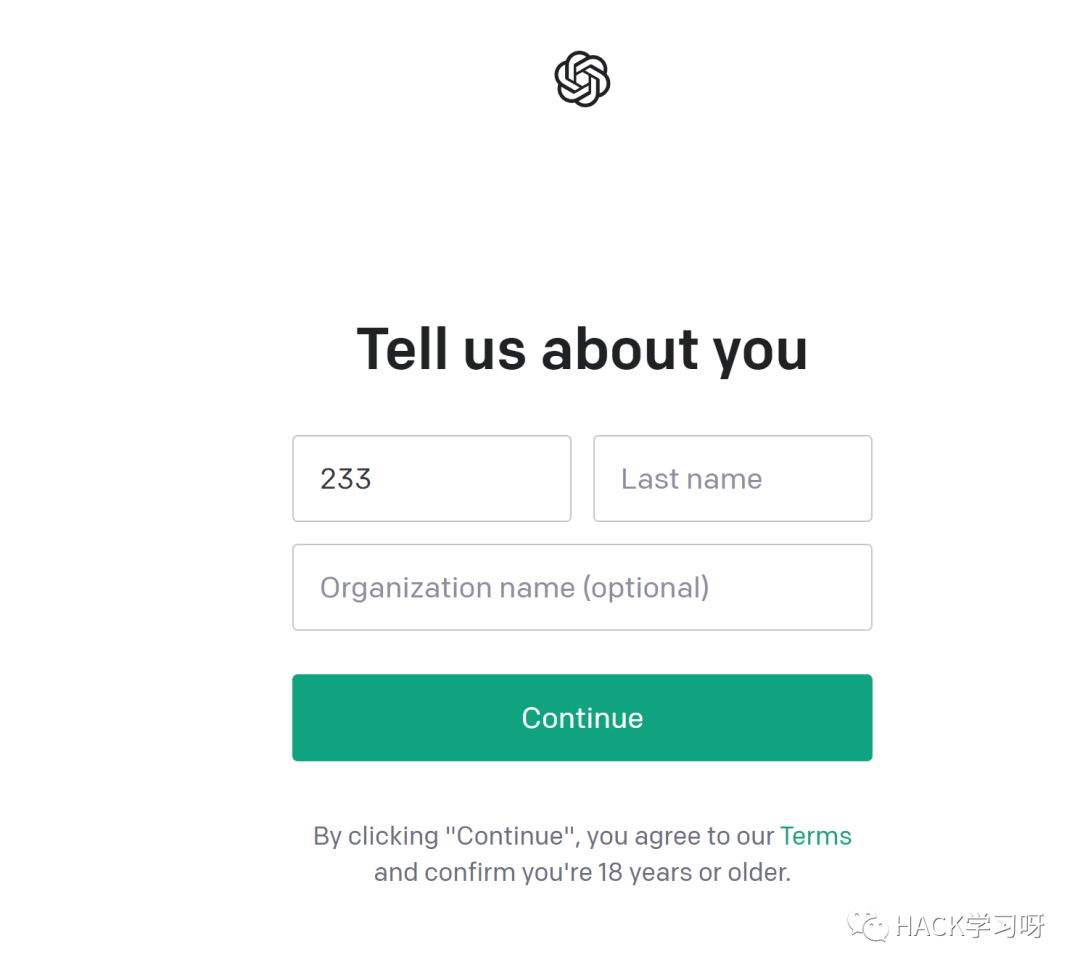 Tell us about you
233 Last name
Organization name (optional)
Continue
By clicking "Continue", you agree to our Terms
and confirm you're 18 years or older.
HACK学习呀